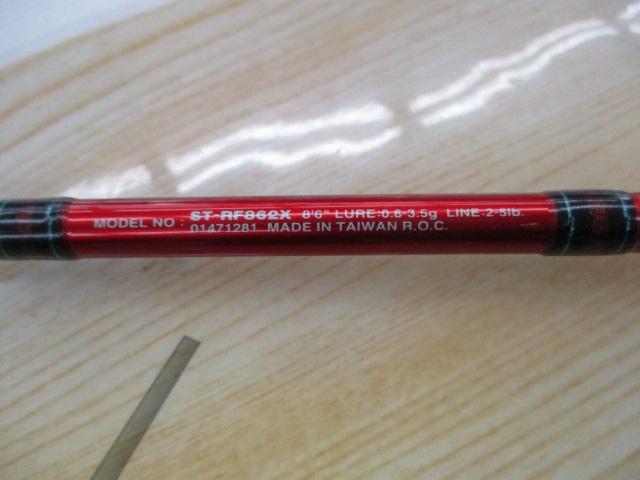 MODEL NO : ST-RF862X 8'6" LURE:0.8-3.5g LINE:2-5lb.
01471281 MADE IN TAIWAN R.O.C.